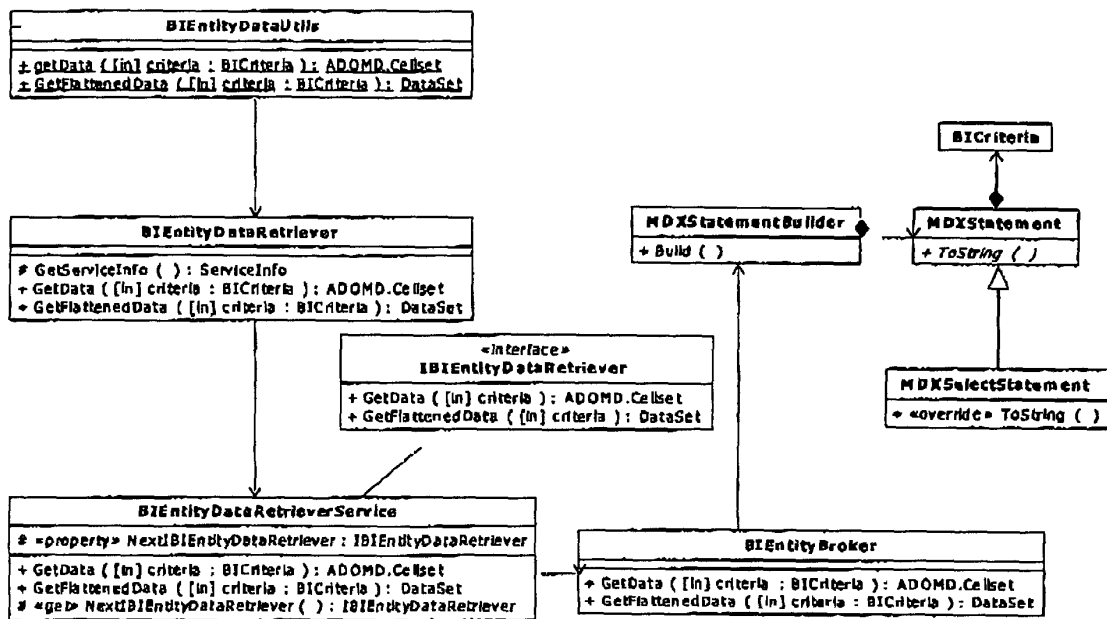 BIEntityDataUtils
+ getData ( [in] criteria : BICriteria ) : ADOMD.Cellset
+ GetFlattenedData ( [in] criteria : BICriteria ) : DataSet
BICriteria
BIEntityDataRetriever
# GetServiceInfo ( ) : ServiceInfo
+ GetData ( [in] criteria : BICriteria ) : ADOMD.Cellset
+ GetFlattenedData ( [in] criteria : BICriteria ) : DataSet
MDXStatementBuilder
+ Build ( )
MDXStatement
+ ToString ( )
«interface»
IBIEntityDataRetriever
+ GetData ( [in] criteria ) : ADOMD.Cellset
+ GetFlattenedData ( [in] criteria ) : DataSet
MDXSelectStatement
+ «override» ToString ( )
BIEntityDataRetrieverService
# «property» NextIBIEntityDataRetriever : IBIEntityDataRetriever
+ GetData ( [in] criteria : BICriteria ) : ADOMD.Cellset
+ GetFlattenedData ( [in] criteria : BICriteria ) : DataSet
# «get» NextIBIEntityDataRetriever ( ) : IBIEntityDataRetriever
BIEntityBroker
+ GetData ( [in] criteria : BICriteria ) : ADOMD.Cellset
+ GetFlattenedData ( [in] criteria : BICriteria ) : DataSet